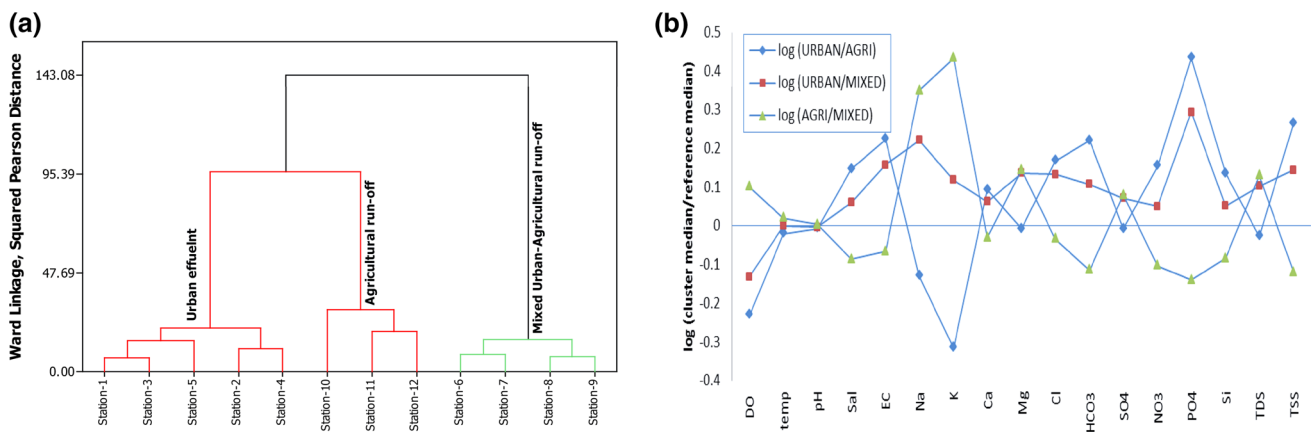 (a)
Ward Linkage, Squared Pearson Distance
143.08
95.39
47.69
0.00
Urban effueint
Agricultural run-off
Mixed Urban-Agricultural run-off
Station-1
Station-3
Station-5
Station-2
Station-4
Station-10
Station-11
Station-12
Station-6
Station-7
Station-8
Station-9
(b)
log (cluster median/reference median)
0.5
0.4
0.3
0.2
0.1
0
-0.1
-0.2
-0.3
-0.4
log (URBAN/AGRI)
log (URBAN/MIXED)
log (AGRI/MIXED)
DO
temp
pH
Sal
EC
Na
K
Ca
Mg
Cl
HCO3
SO4
NO3
PO4
Si
TDS
TSS